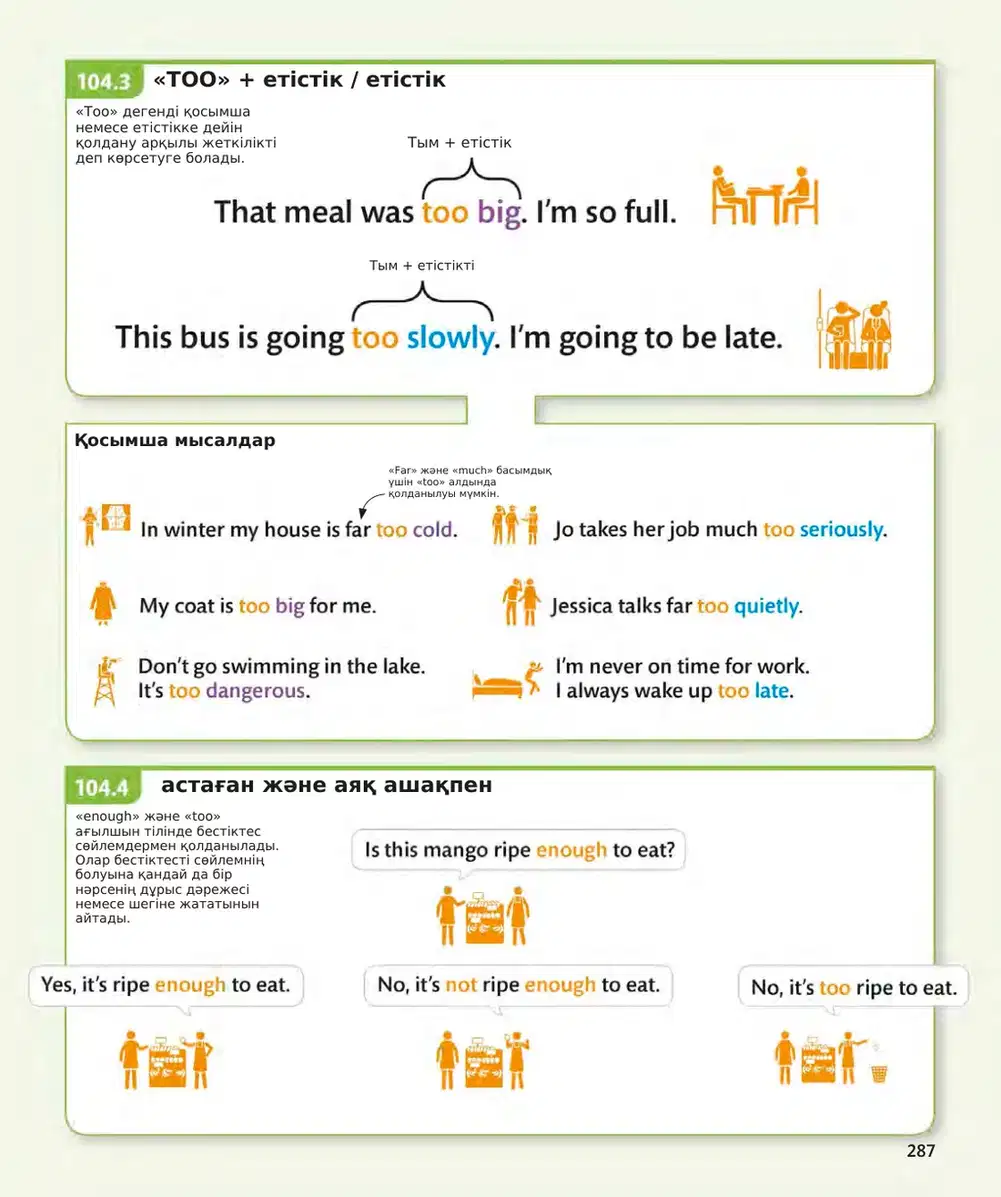 104.3 «ТОО» + етістік / етістік
«Тоо» дегенді қосымша
немесе етістікке дейін
қолдану арқылы жеткілікті
деп көрсетуге болады.
Тым + етістік
That meal was too big. I'm so full.
Тым + етістікті
This bus is going too slowly. I'm going to be late.
Қосымша мысалдар
«Far» және «much» басымдық
үшін «too» алдында
қолданылуы мүмкін.
In winter my house is far too cold.
Jo takes her job much too seriously.
My coat is too big for me.
Jessica talks far too quietly.
Don't go swimming in the lake.
It's too dangerous.
I'm never on time for work.
I always wake up too late.
104.4 астаған және аяқ ашақпен
«enough» және «too»
ағылшын тілінде бестіктес
сөйлемдермен қолданылады.
Олар бестіктесті сөйлемнің
болуына қандай да бір
нәрсенің дұрыс дәрежесі
немесе шегіне жататынын
айтады.
Is this mango ripe enough to eat?
Yes, it's ripe enough to eat.
No, it's not ripe enough to eat.
No, it's too ripe to eat.
287